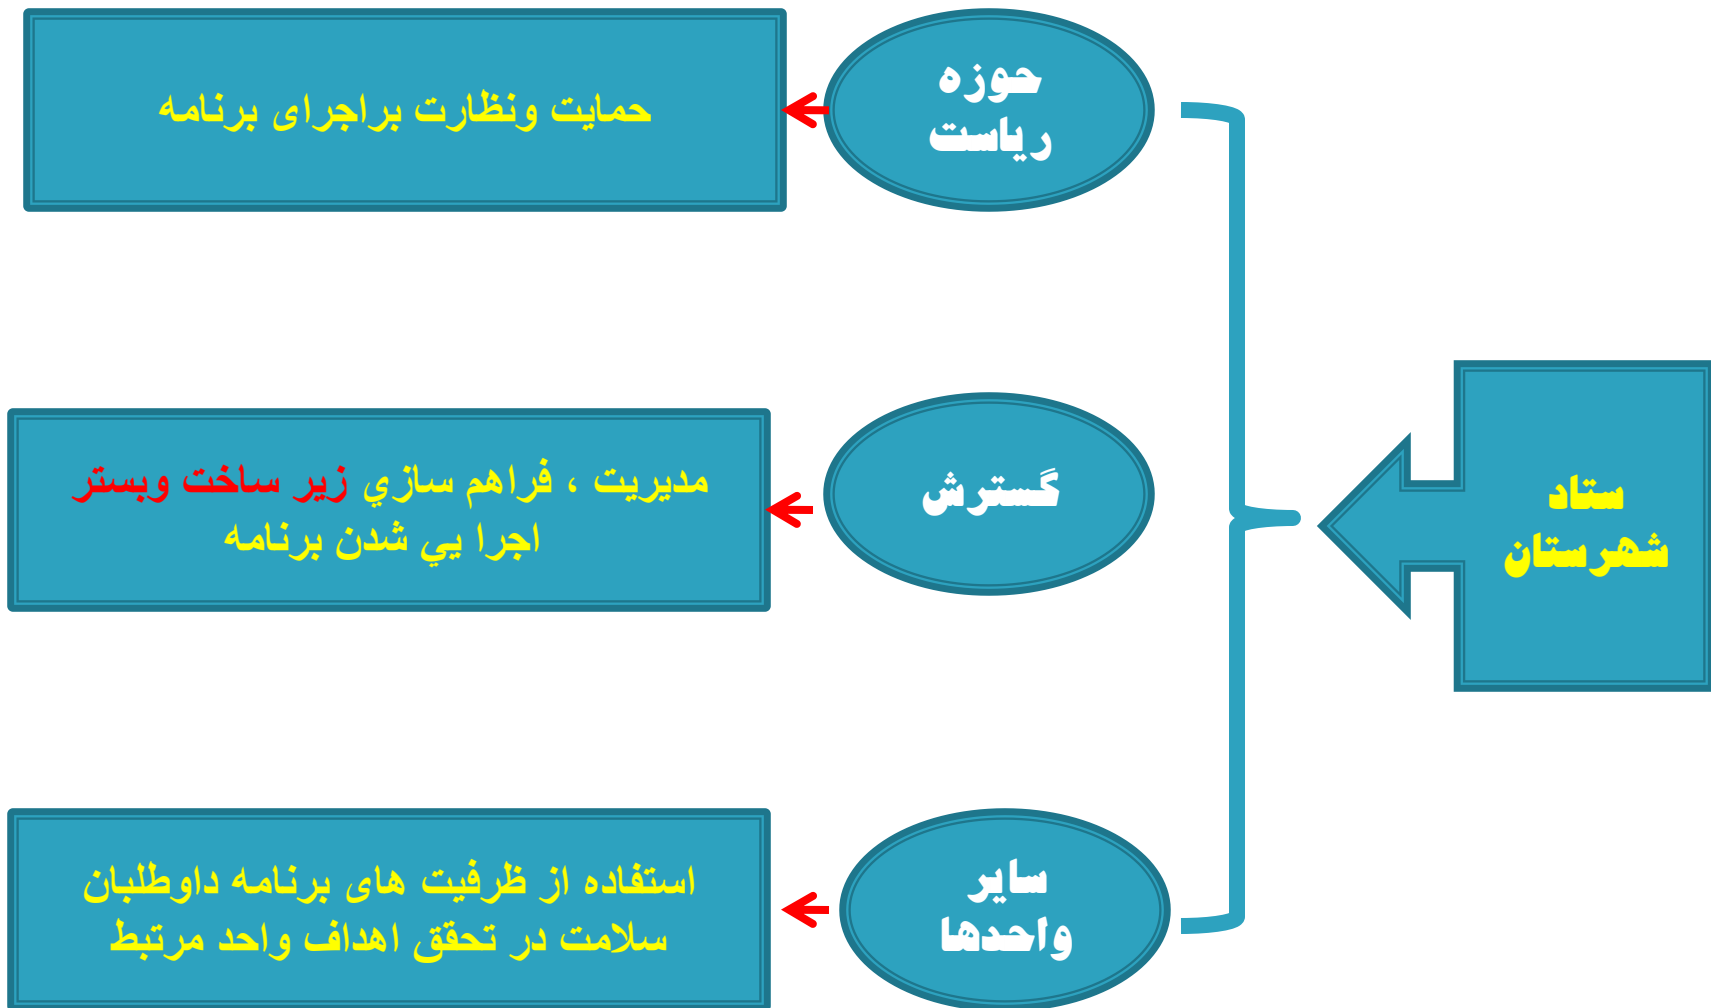 ستاد
شهرستان
حوزه
ریاست
حمایت ونظارت براجرای برنامه
گسترش
مديريت ، فراهم سازي زير ساخت وبستر
اجرا يي شدن برنامه
سایر
واحدها
استفاده از ظرفیت های برنامه داوطلبان
سلامت در تحقق اهداف واحد مرتبط